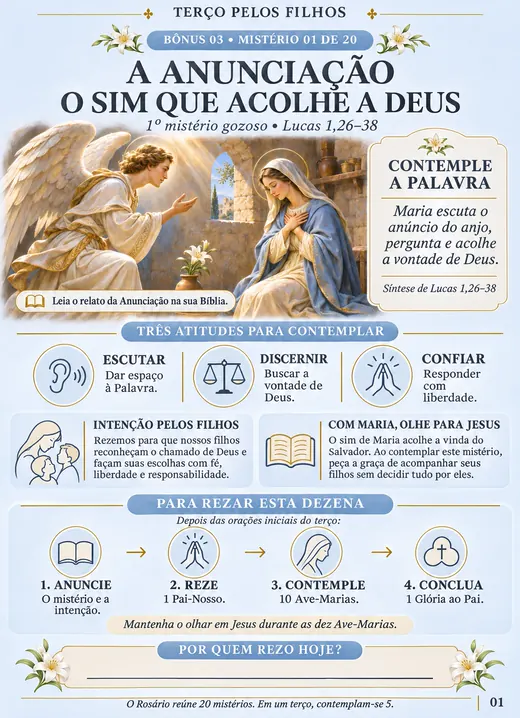 TERÇO PELOS FILHOS
BÔNUS 03 • MISTÉRIO 01 DE 20
A ANUNCIAÇÃO
O SIM QUE ACOLHE A DEUS
1º mistério gozoso • Lucas 1,26–38
CONTEMPLE
A PALAVRA
Maria escuta o
anúncio do anjo,
pergunta e acolhe
a vontade de Deus.
Síntese de Lucas 1,26–38
Leia o relato da Anunciação na sua Bíblia.
TRÊS ATITUDES PARA CONTEMPLAR
ESCUTAR
Dar espaço
à Palavra.
DISCERNIR
Buscar a
vontade de
Deus.
CONFIAR
Responder
com
liberdade.
INTENÇÃO PELOS FILHOS
Rezemos para que nossos filhos
reconheçam o chamado de Deus e
façam suas escolhas com fé,
liberdade e responsabilidade.
COM MARIA, OLHE PARA JESUS
O sim de Maria acolhe a vinda do
Salvador. Ao contemplar este mistério,
peça a graça de acompanhar seus
filhos sem decidir tudo por eles.
PARA REZAR ESTA DEZENA
Depois das orações iniciais do terço:
1. ANUNCIE
O mistério e a
intenção.
2. REZE
1 Pai-Nosso.
3. CONTEMPLE
10 Ave-Marias.
4. CONCLUA
1 Glória ao Pai.
Mantenha o olhar em Jesus durante as dez Ave-Marias.
POR QUEM REZO HOJE?
O Rosário reúne 20 mistérios. Em um terço, contemplam-se 5.
01